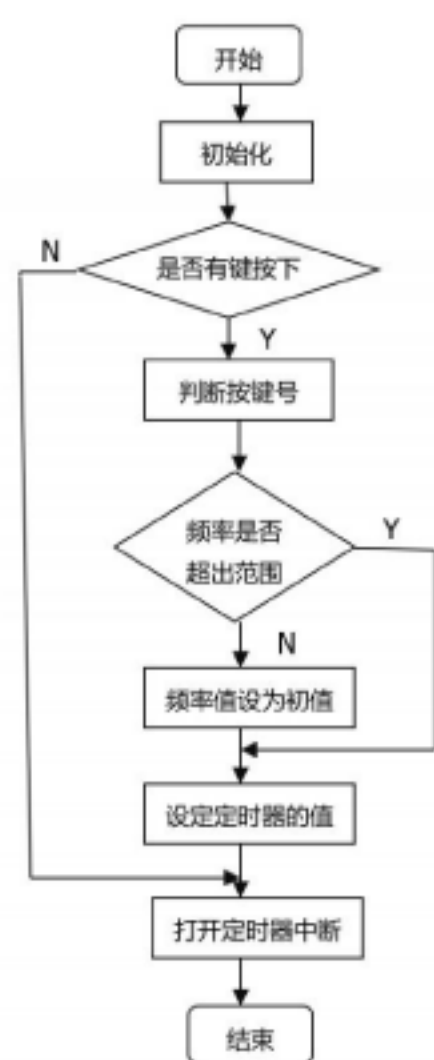 开始
初始化
N
是否有键按下
Y
判断按键号
频率是否
超出范围
Y
N
频率值设为初值
设定定时器的值
打开定时器中断
结束